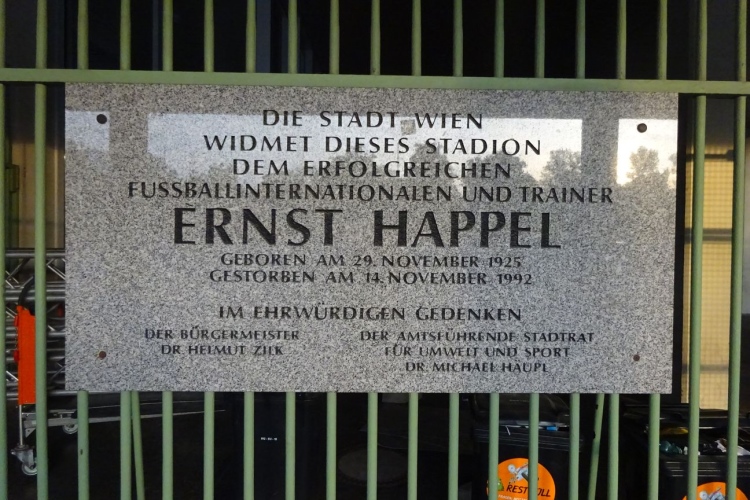 DIE STADT WIEN
WIDMET DIESES STADION
DEM ERFOLGREICHEN
FUSSBALLINTERNATIONALEN UND TRAINER
ERNST HAPPEL
GEBOREN AM 29. NOVEMBER 1925
GESTORBEN AM 14. NOVEMBER 1992
IM EHRWÜRDIGEN GEDENKEN
DER BÜRGERMEISTER
DR HELMUT ZILK
DER AMTSFÜHRENDE STADTRAT
FÜR UMWELT UND SPORT
DR. MICHAEL HÄUPL